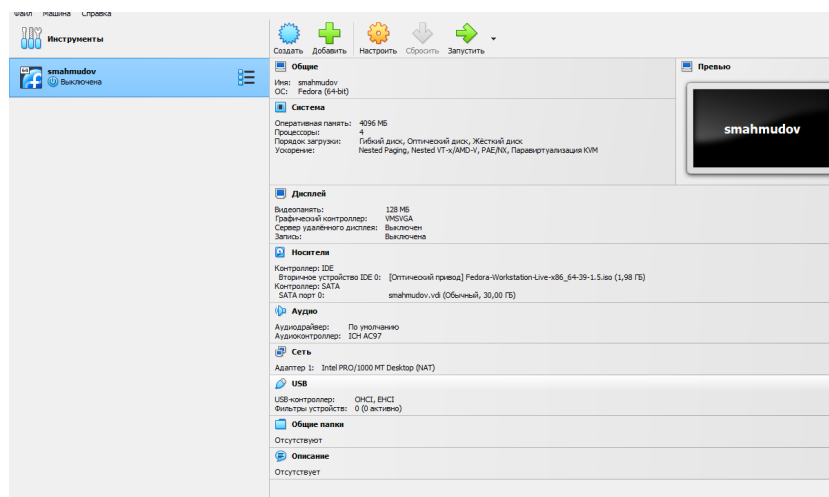 Файл Машина Справка
Инструменты
Создать Добавить Настроить Сбросить Запустить
smahmudov
Выключена
Общие
Имя: smahmudov
ОС: Fedora (64-bit)
Превью
smahmudov
Система
Оперативная память: 4096 МБ
Процессоры: 4
Порядок загрузки: Гибкий диск, Оптический диск, Жёсткий диск
Ускорение: Nested Paging, Nested VT-x/AMD-V, PAE/NX, Паравиртуализация KVM
Дисплей
Видеопамять: 128 МБ
Графический контроллер: VMSVGA
Сервер удалённого дисплея: Выключен
Запись: Выключена
Носители
Контроллер: IDE
Вторичное устройство IDE 0: [Оптический привод] Fedora-Workstation-Live-x86_64-39-1.5.iso (1,98 ГБ)
Контроллер: SATA
SATA порт 0: smahmudov.vdi (Обычный, 30,00 ГБ)
Аудио
Аудиодрайвер: По умолчанию
Аудиоконтроллер: ICH AC97
Сеть
Адаптер 1: Intel PRO/1000 MT Desktop (NAT)
USB
USB-контроллер: OHCI, EHCI
Фильтры устройств: 0 (0 активно)
Общие папки
Отсутствуют
Описание
Отсутствует